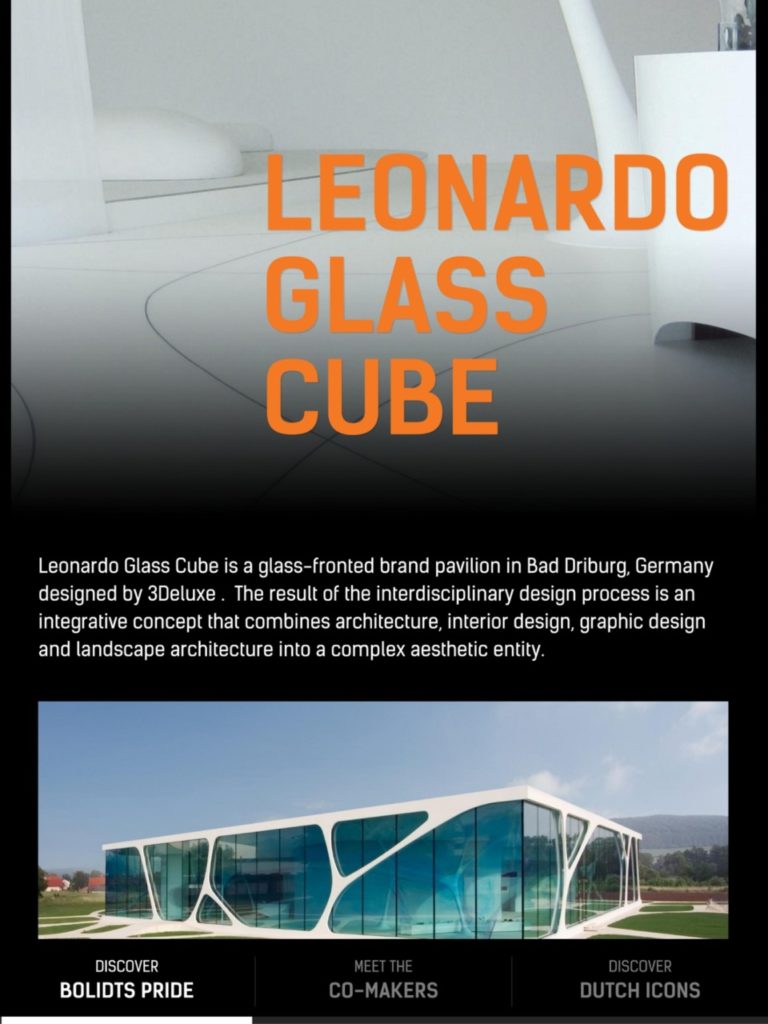 LEONARDO
GLASS
CUBE
Leonardo Glass Cube is a glass-fronted brand pavilion in Bad Driburg, Germany
designed by 3Deluxe .  The result of the interdisciplinary design process is an
integrative concept that combines architecture, interior design, graphic design
and landscape architecture into a complex aesthetic entity.
DISCOVER
BOLIDTS PRIDE
MEET THE
CO-MAKERS
DISCOVER
DUTCH ICONS